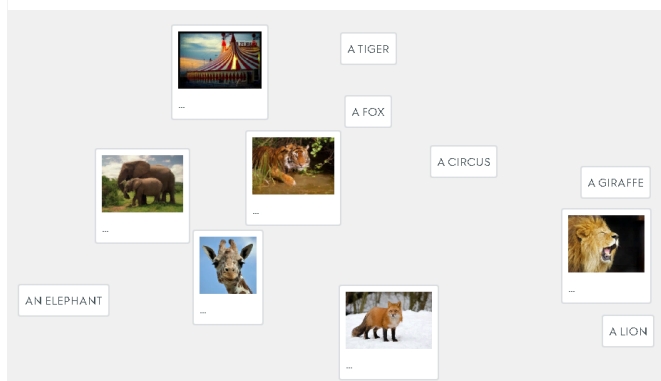 ...
A TIGER
A FOX
...
A CIRCUS
A GIRAFFE
...
...
...
AN ELEPHANT
...
A LION
...